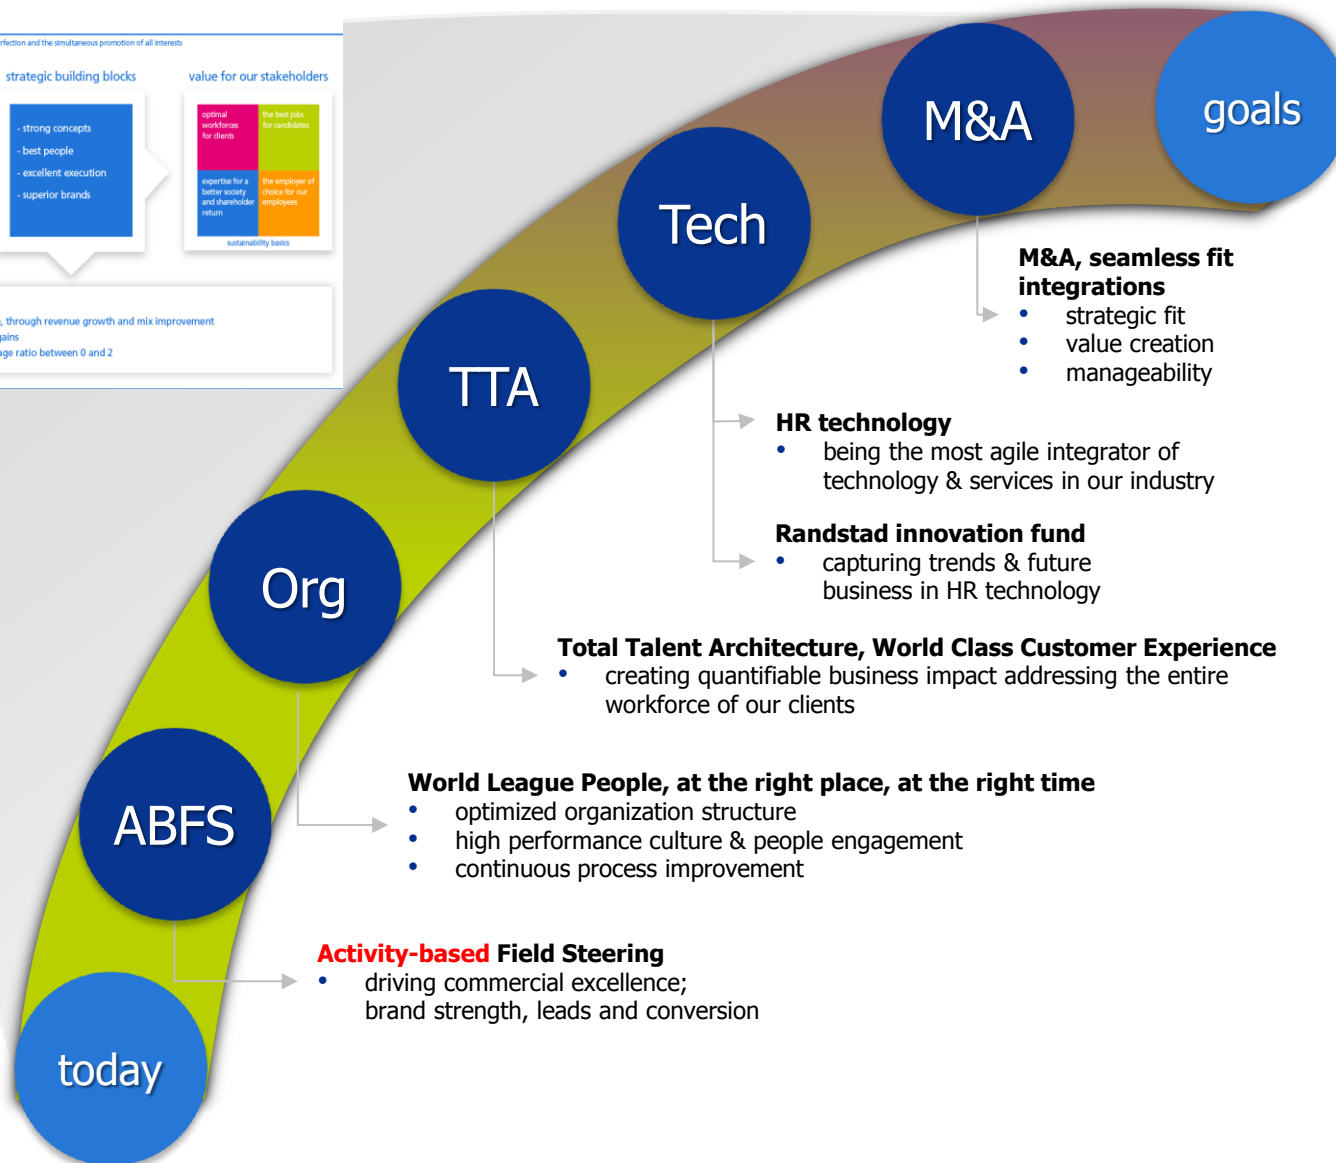 perfection and the simultaneous promotion of all interests
strategic building blocks
- strong concepts
- best people
- excellent execution
- superior brands
value for our stakeholders
optimal
workforces
for clients
the best jobs
for candidates
expertise for a
better society
and shareholder
return
the employer of
choice for our
employees
sustainability basics
, through revenue growth and mix improvement
gains
age ratio between 0 and 2
goals
M&A
M&A, seamless fit
integrations
• strategic fit
• value creation
• manageability
Tech
HR technology
• being the most agile integrator of
technology & services in our industry
Randstad innovation fund
• capturing trends & future
business in HR technology
TTA
Total Talent Architecture, World Class Customer Experience
• creating quantifiable business impact addressing the entire
workforce of our clients
Org
World League People, at the right place, at the right time
• optimized organization structure
• high performance culture & people engagement
• continuous process improvement
ABFS
Activity-based Field Steering
• driving commercial excellence;
brand strength, leads and conversion
today